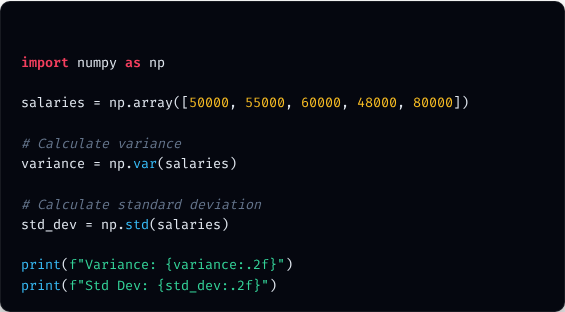 import numpy as np
salaries = np.array([50000, 55000, 60000, 48000, 80000])
# Calculate variance
variance = np.var(salaries)
# Calculate standard deviation
std_dev = np.std(salaries)
print(f"Variance: {variance:.2f}")
print(f"Std Dev: {std_dev:.2f}")